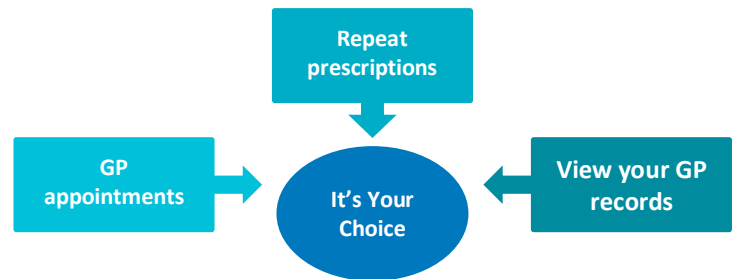 Repeat
prescriptions
GP
appointments
It's Your
Choice
View your GP
records